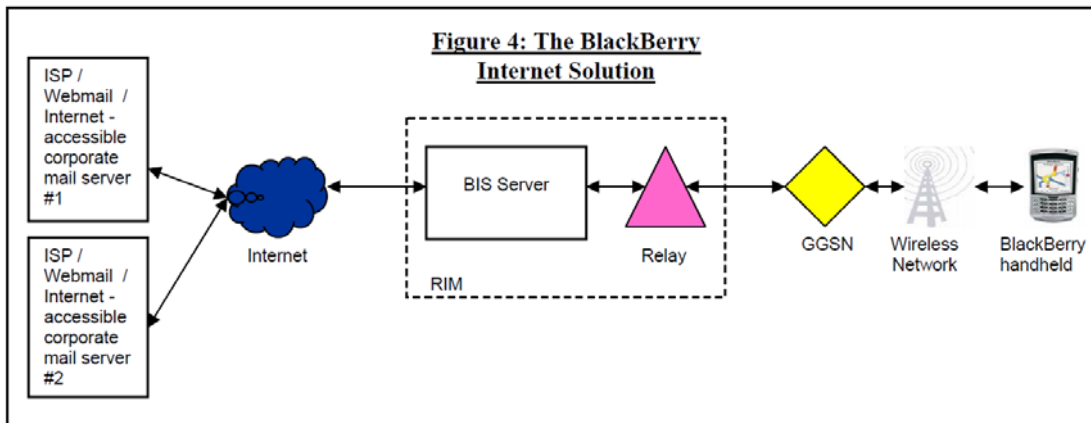 Figure 4: The BlackBerry
Internet Solution
ISP /
Webmail /
Internet -
accessible
corporate
mail server
#1
ISP /
Webmail /
Internet -
accessible
corporate
mail server
#2
Internet
BIS Server
Relay
RIM
GGSN
Wireless
Network
BlackBerry
handheld